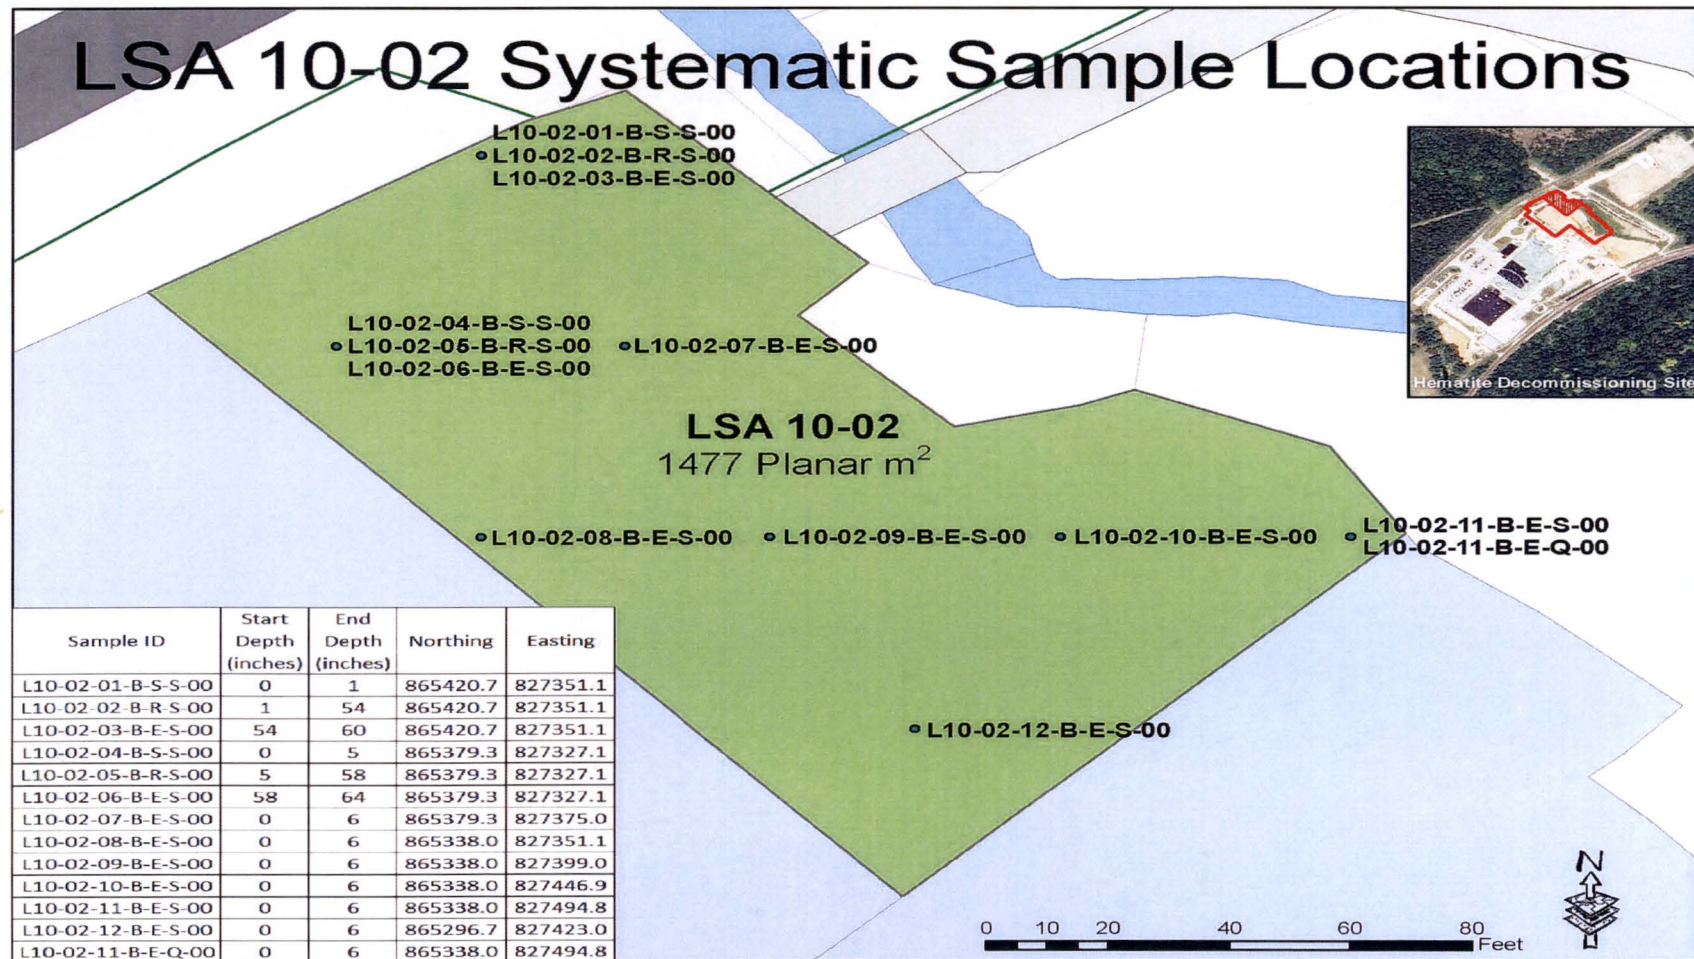 LSA 10-02 Systematic Sample Locations
L10-02-01-B-S-S-00
L10-02-02-B-R-S-00
L10-02-03-B-E-S-00
Hematite Decommissioning Site
L10-02-04-B-S-S-00
L10-02-05-B-R-S-00
L10-02-06-B-E-S-00
L10-02-07-B-E-S-00
LSA 10-02
1477 Planar m²
L10-02-08-B-E-S-00
L10-02-09-B-E-S-00
L10-02-10-B-E-S-00
L10-02-11-B-E-S-00
L10-02-11-B-E-Q-00
L10-02-12-B-E-S-00
Sample ID Start Depth (inches) End Depth (inches) Northing Easting
L10-02-01-B-S-S-00 0 1 865420.7 827351.1
L10-02-02-B-R-S-00 1 54 865420.7 827351.1
L10-02-03-B-E-S-00 54 60 865420.7 827351.1
L10-02-04-B-S-S-00 0 5 865379.3 827327.1
L10-02-05-B-R-S-00 5 58 865379.3 827327.1
L10-02-06-B-E-S-00 58 64 865379.3 827327.1
L10-02-07-B-E-S-00 0 6 865379.3 827375.0
L10-02-08-B-E-S-00 0 6 865338.0 827351.1
L10-02-09-B-E-S-00 0 6 865338.0 827399.0
L10-02-10-B-E-S-00 0 6 865338.0 827446.9
L10-02-11-B-E-S-00 0 6 865338.0 827494.8
L10-02-12-B-E-S-00 0 6 865296.7 827423.0
L10-02-11-B-E-Q-00 0 6 865338.0 827494.8
N
0 10 20 40 60 80
Feet